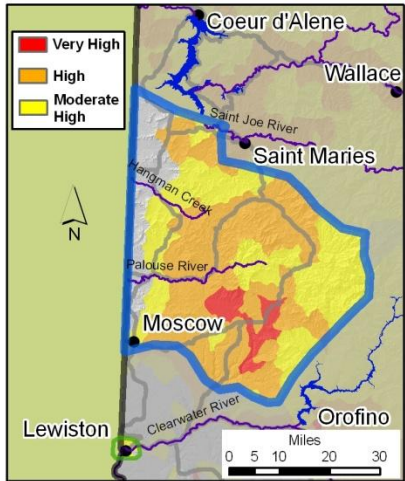 Very High
High
Moderate
High
Coeur d'Alene
Wallace
Saint Joe River
Saint Maries
Hangman Creek
N
Palouse River
Moscow
Clearwater River
Orofino
Lewiston
Miles
0 5 10 20 30